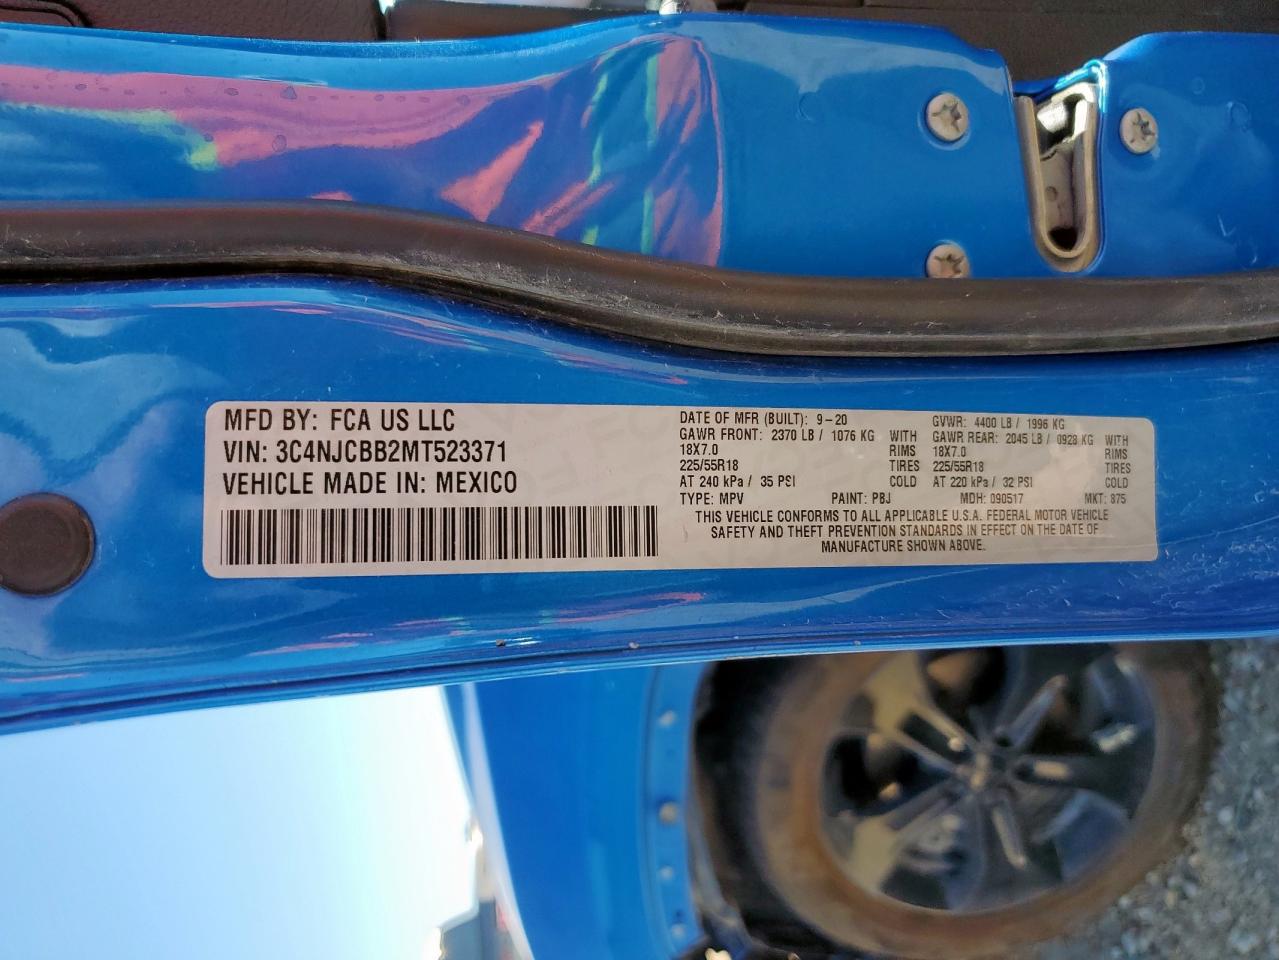 MFD BY: FCA US LLC
VIN: 3C4NJCBB2MT523371
VEHICLE MADE IN: MEXICO
DATE OF MFR (BUILT): 9-20 GVWR: 4400 LB / 1996 KG
GAWR FRONT: 2370 LB / 1076 KG WITH GAWR REAR: 2045 LB / 0928 KG WITH
18X7.0 RIMS 18X7.0 RIMS
225/55R18 TIRES 225/55R18 TIRES
AT 240 kPa / 35 PSI COLD AT 220 kPa / 32 PSI COLD
TYPE: MPV PAINT: PBJ MDH: 090517 MKT: 875
THIS VEHICLE CONFORMS TO ALL APPLICABLE U.S.A. FEDERAL MOTOR VEHICLE
SAFETY AND THEFT PREVENTION STANDARDS IN EFFECT ON THE DATE OF
MANUFACTURE SHOWN ABOVE.